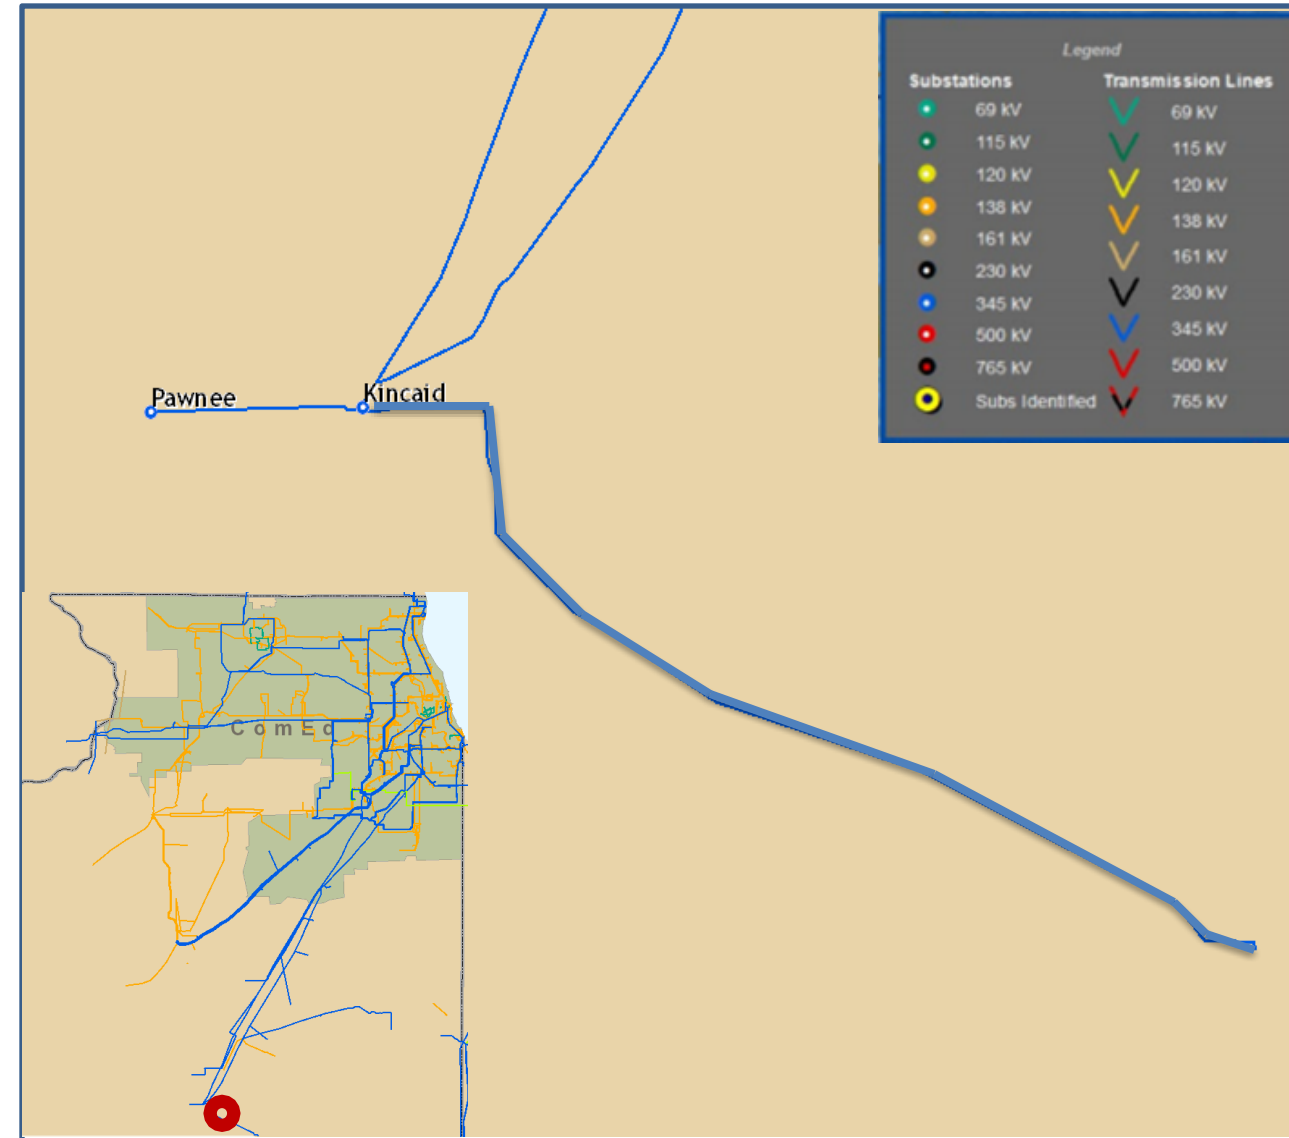 Legend
Substations Transmission Lines
69 kV 69 kV
115 kV 115 kV
120 kV 120 kV
138 kV 138 kV
161 kV 161 kV
230 kV 230 kV
345 kV 345 kV
500 kV 500 kV
765 kV 765 kV
Subs Identified
Pawnee
Kincaid
ComEd